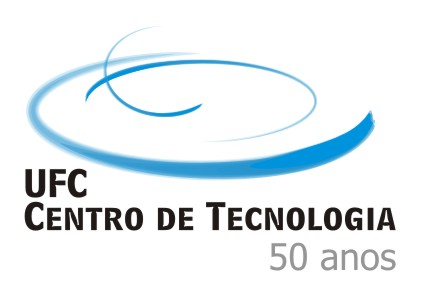 UFC
CENTRO DE TECNOLOGIA
50 anos